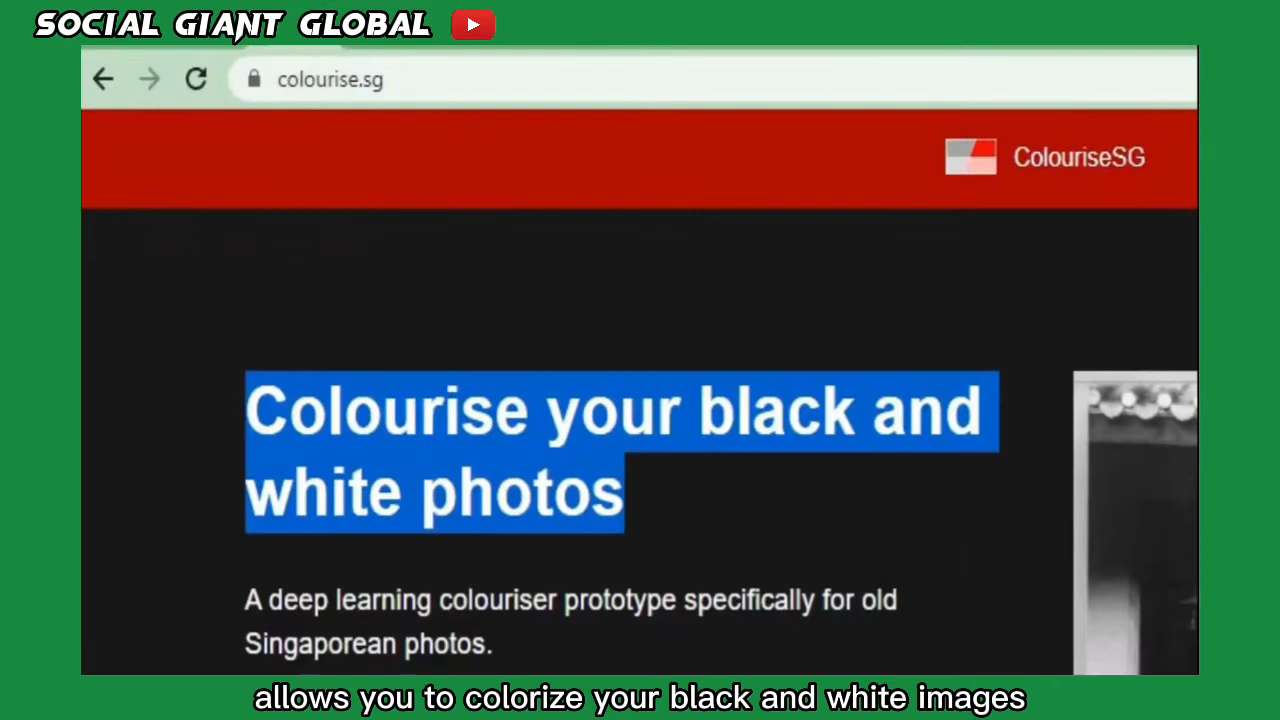 SOCIAL GIANT GLOBAL
colourise.sg
ColouriseSG
Colourise your black and
white photos
A deep learning colouriser prototype specifically for old
Singaporean photos.
allows you to colorize your black and white images